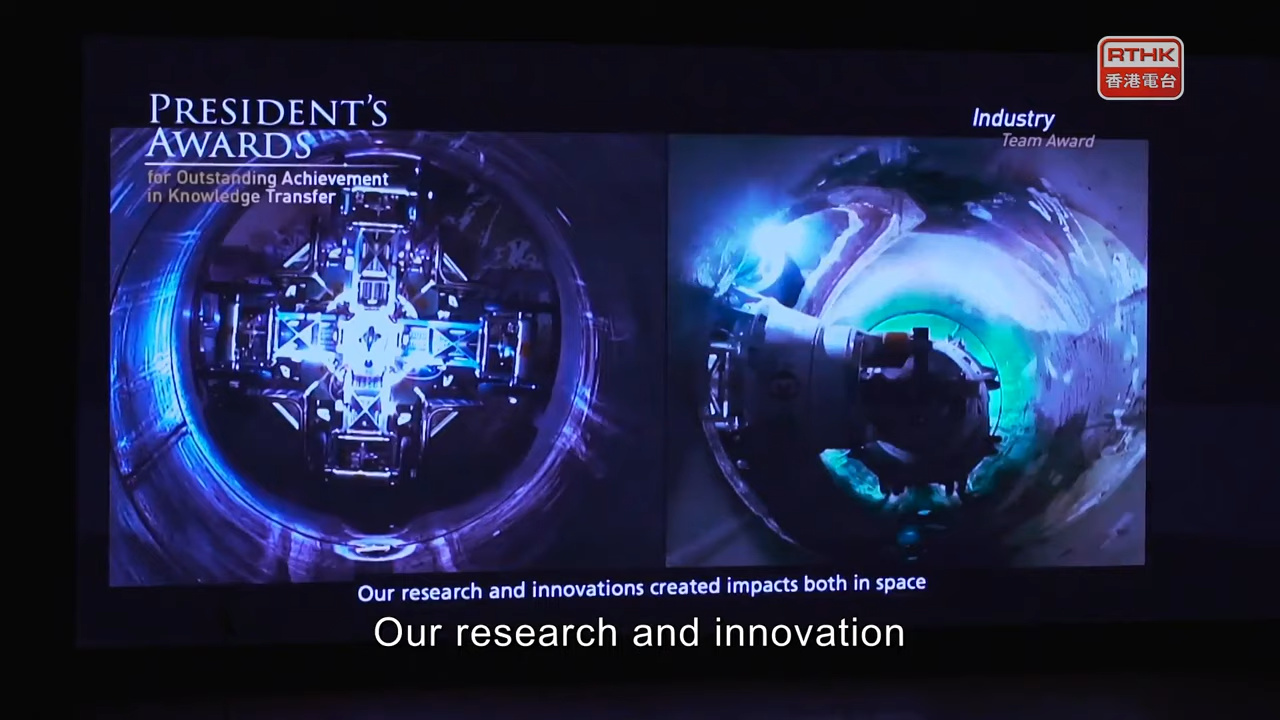 RTHK
香港電台
PRESIDENT'S
AWARDS
for Outstanding Achievement
in Knowledge Transfer
Industry
Team Award
Our research and innovations created impacts both in space
Our research and innovation